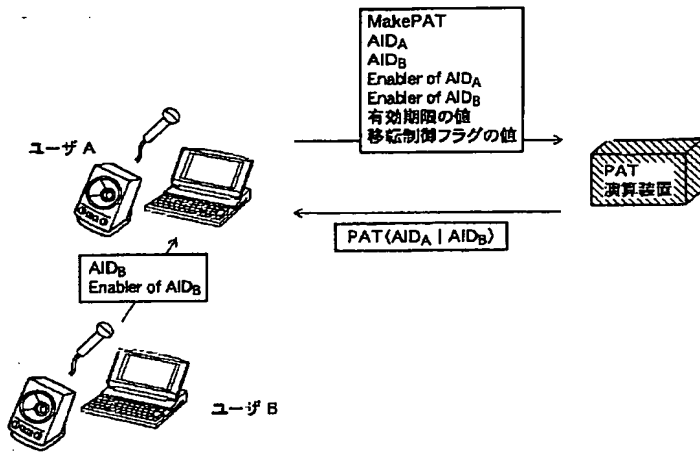 MakePAT
AID_A
AID_B
Enabler of AID_A
Enabler of AID_B
有効期限の値
移転制御フラグの値
ユーザ A
PAT
演算装置
PAT〈AID_A | AID_B〉
AID_B
Enabler of AID_B
ユーザ B